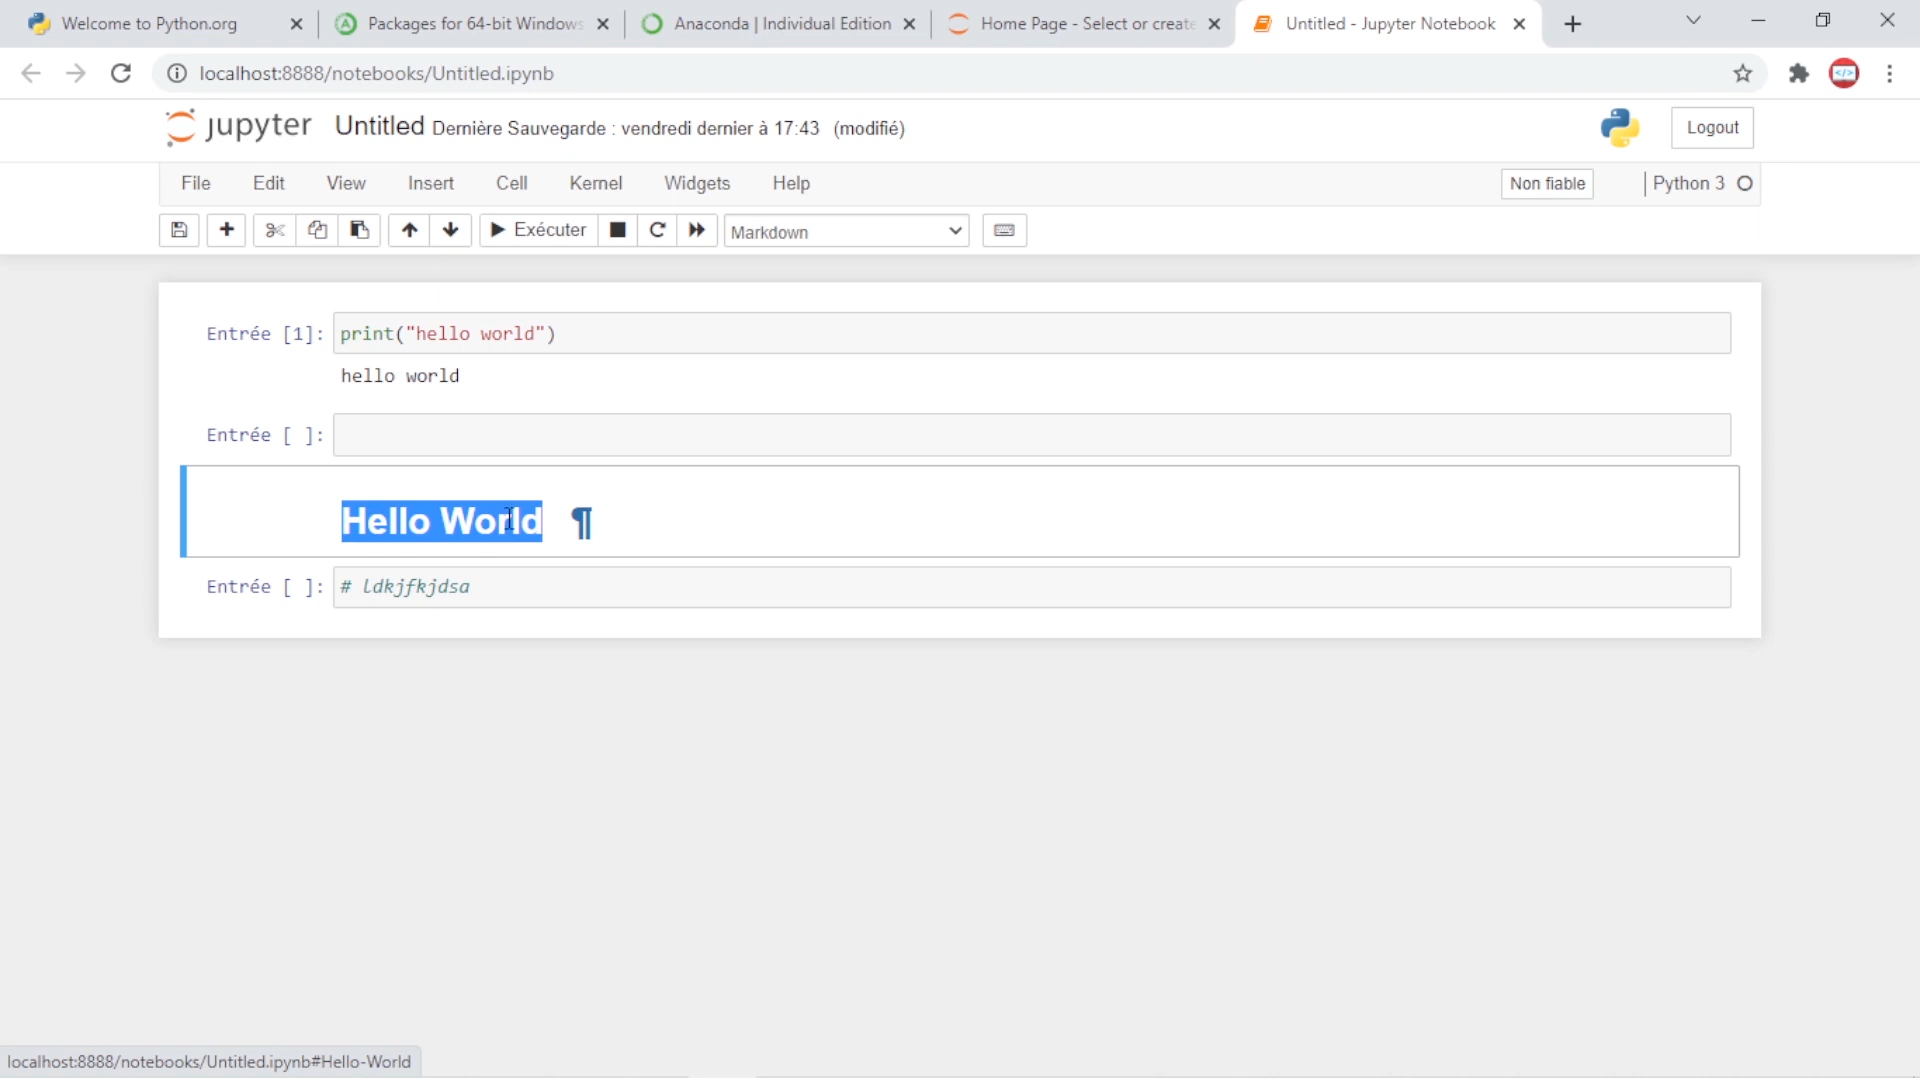 Welcome to Python.org
Packages for 64-bit Windows
Anaconda | Individual Edition
Home Page - Select or create
Untitled - Jupyter Notebook
localhost:8888/notebooks/Untitled.ipynb
jupyter Untitled Dernière Sauvegarde : vendredi dernier à 17:43 (modifié)
Logout
File Edit View Insert Cell Kernel Widgets Help
Non fiable
Python 3
Exécuter
Markdown
Entrée [1]: print("hello world")
hello world
Entrée [ ]:
Hello World ¶
Entrée [ ]: # ldkjfkjdsa
localhost:8888/notebooks/Untitled.ipynb#Hello-World